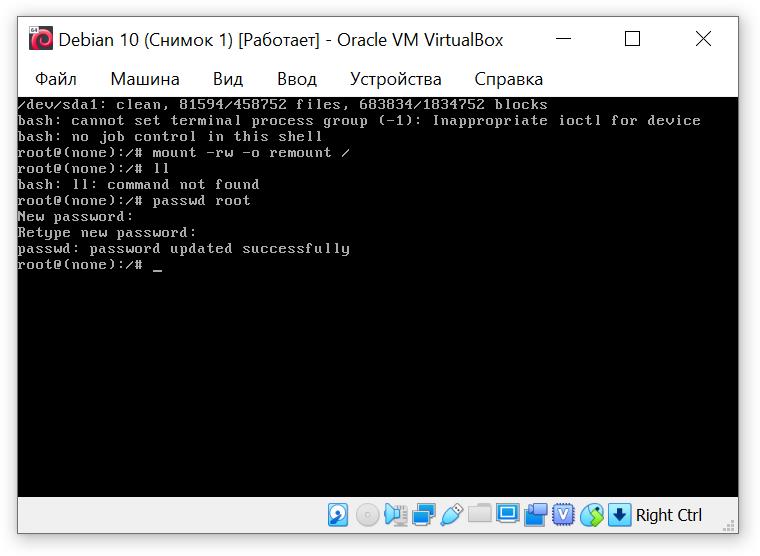 64
Debian 10 (Снимок 1) [Работает] - Oracle VM VirtualBox
Файл Машина Вид Ввод Устройства Справка
/dev/sda1: clean, 81594/458752 files, 683834/1834752 blocks
bash: cannot set terminal process group (-1): Inappropriate ioctl for device
bash: no job control in this shell
root@(none):/# mount -rw -o remount /
root@(none):/# ll
bash: ll: command not found
root@(none):/# passwd root
New password:
Retype new password:
passwd: password updated successfully
root@(none):/# _
Right Ctrl